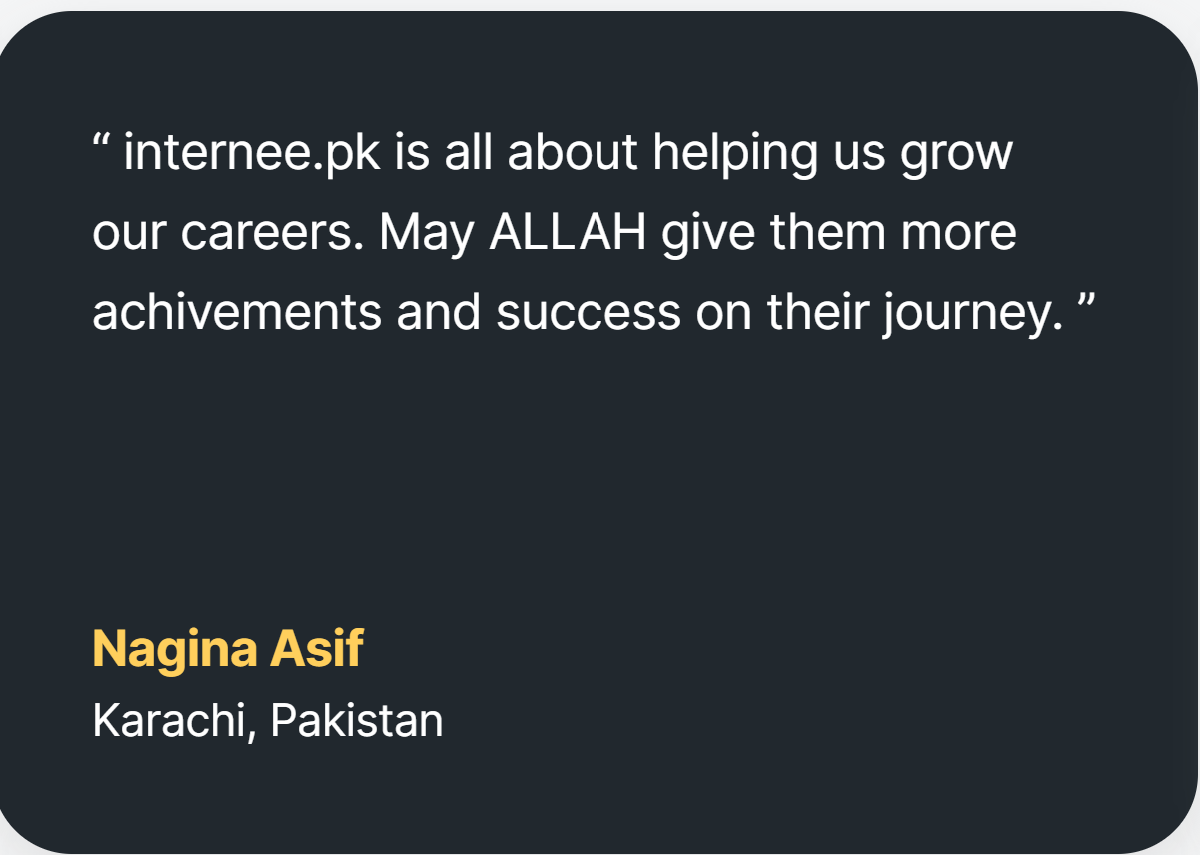 “ internee.pk is all about helping us grow
our careers. May ALLAH give them more
achivements and success on their journey. ”
Nagina Asif
Karachi, Pakistan